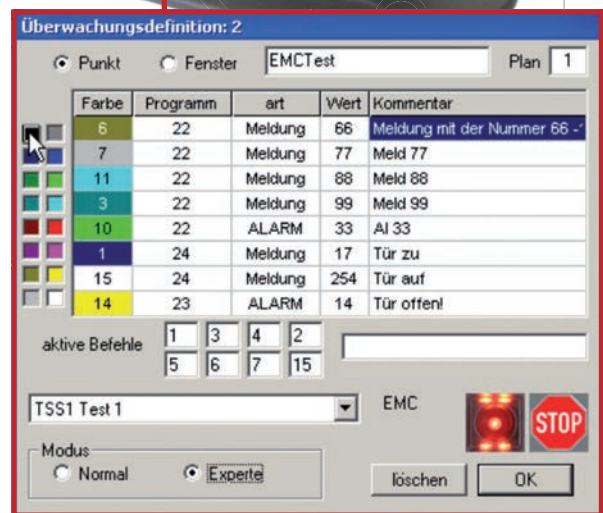 Überwachungsdefinition: 2
Punkt Fenster EMCTest Plan 1
Farbe Programm art Wert Kommentar
6 22 Meldung 66 Meldung mit der Nummer 66 -
7 22 Meldung 77 Meld 77
11 22 Meldung 88 Meld 88
3 22 Meldung 99 Meld 99
10 22 ALARM 33 Al 33
1 24 Meldung 17 Tür zu
15 24 Meldung 254 Tür auf
14 23 ALARM 14 Tür offen!
aktive Befehle 1 3 4 2
5 6 7 15
TSS1 Test 1 EMC STOP
Modus
Normal Experte löschen OK